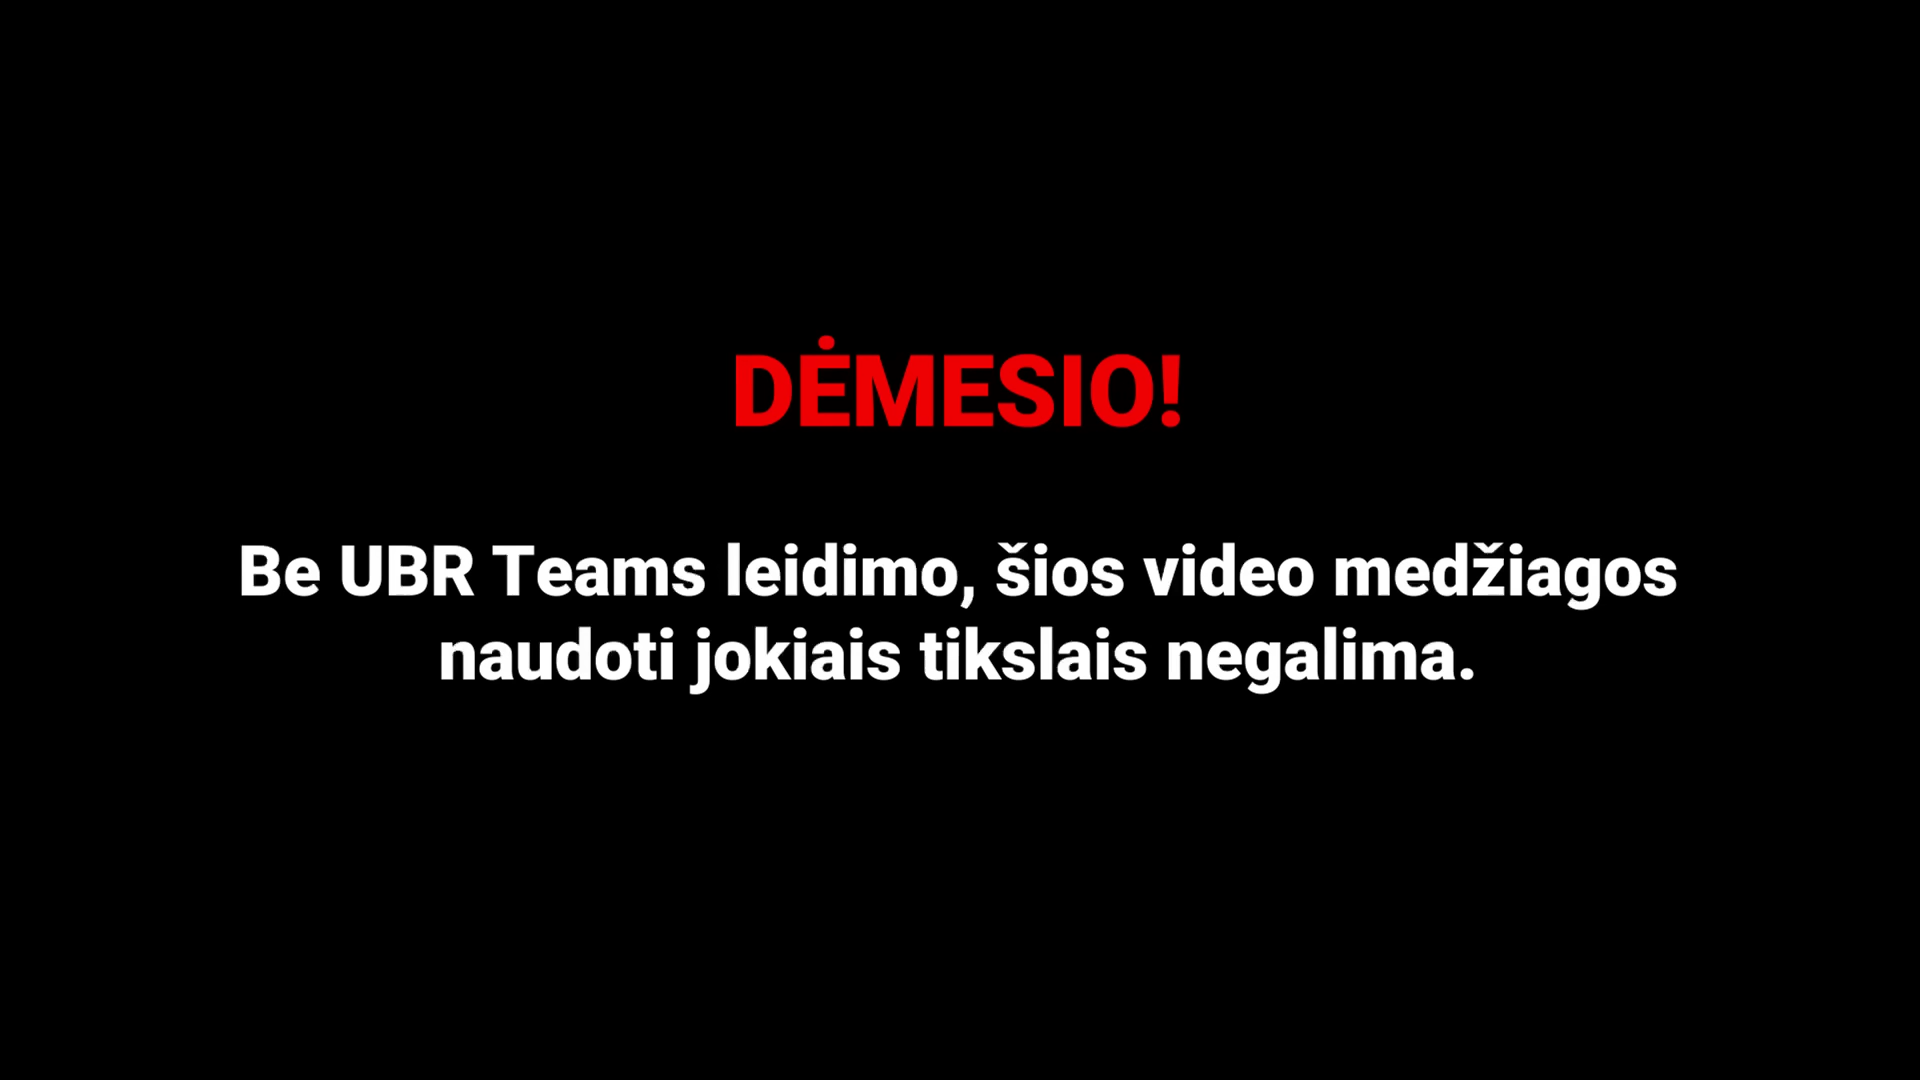 DĖMESIO!
Be UBR Teams leidimo, šios video medžiagos
naudoti jokiais tikslais negalima.